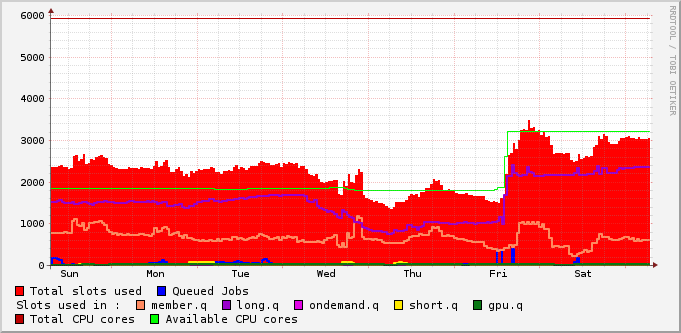 RRDTOOL / TOBI OETIKER
6000
5000
4000
3000
2000
1000
0
Sun Mon Tue Wed Thu Fri Sat
Total slots used Queued Jobs
Slots used in : member.q long.q ondemand.q short.q gpu.q
Total CPU cores Available CPU cores